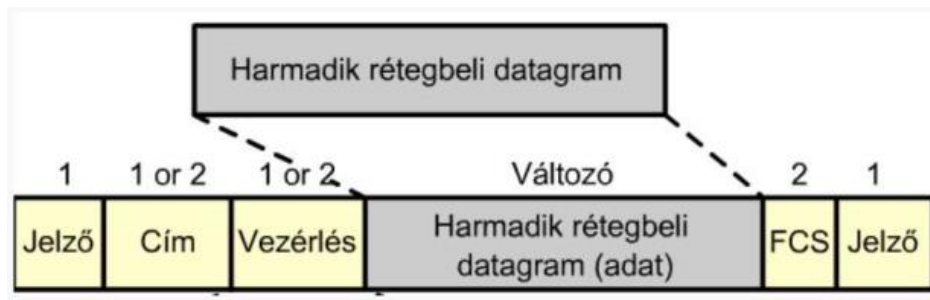 Harmadik rétegbeli datagram
1 1 or 2 1 or 2 Változó 2 1
Jelző Cím Vezérlés Harmadik rétegbeli datagram (adat) FCS Jelző